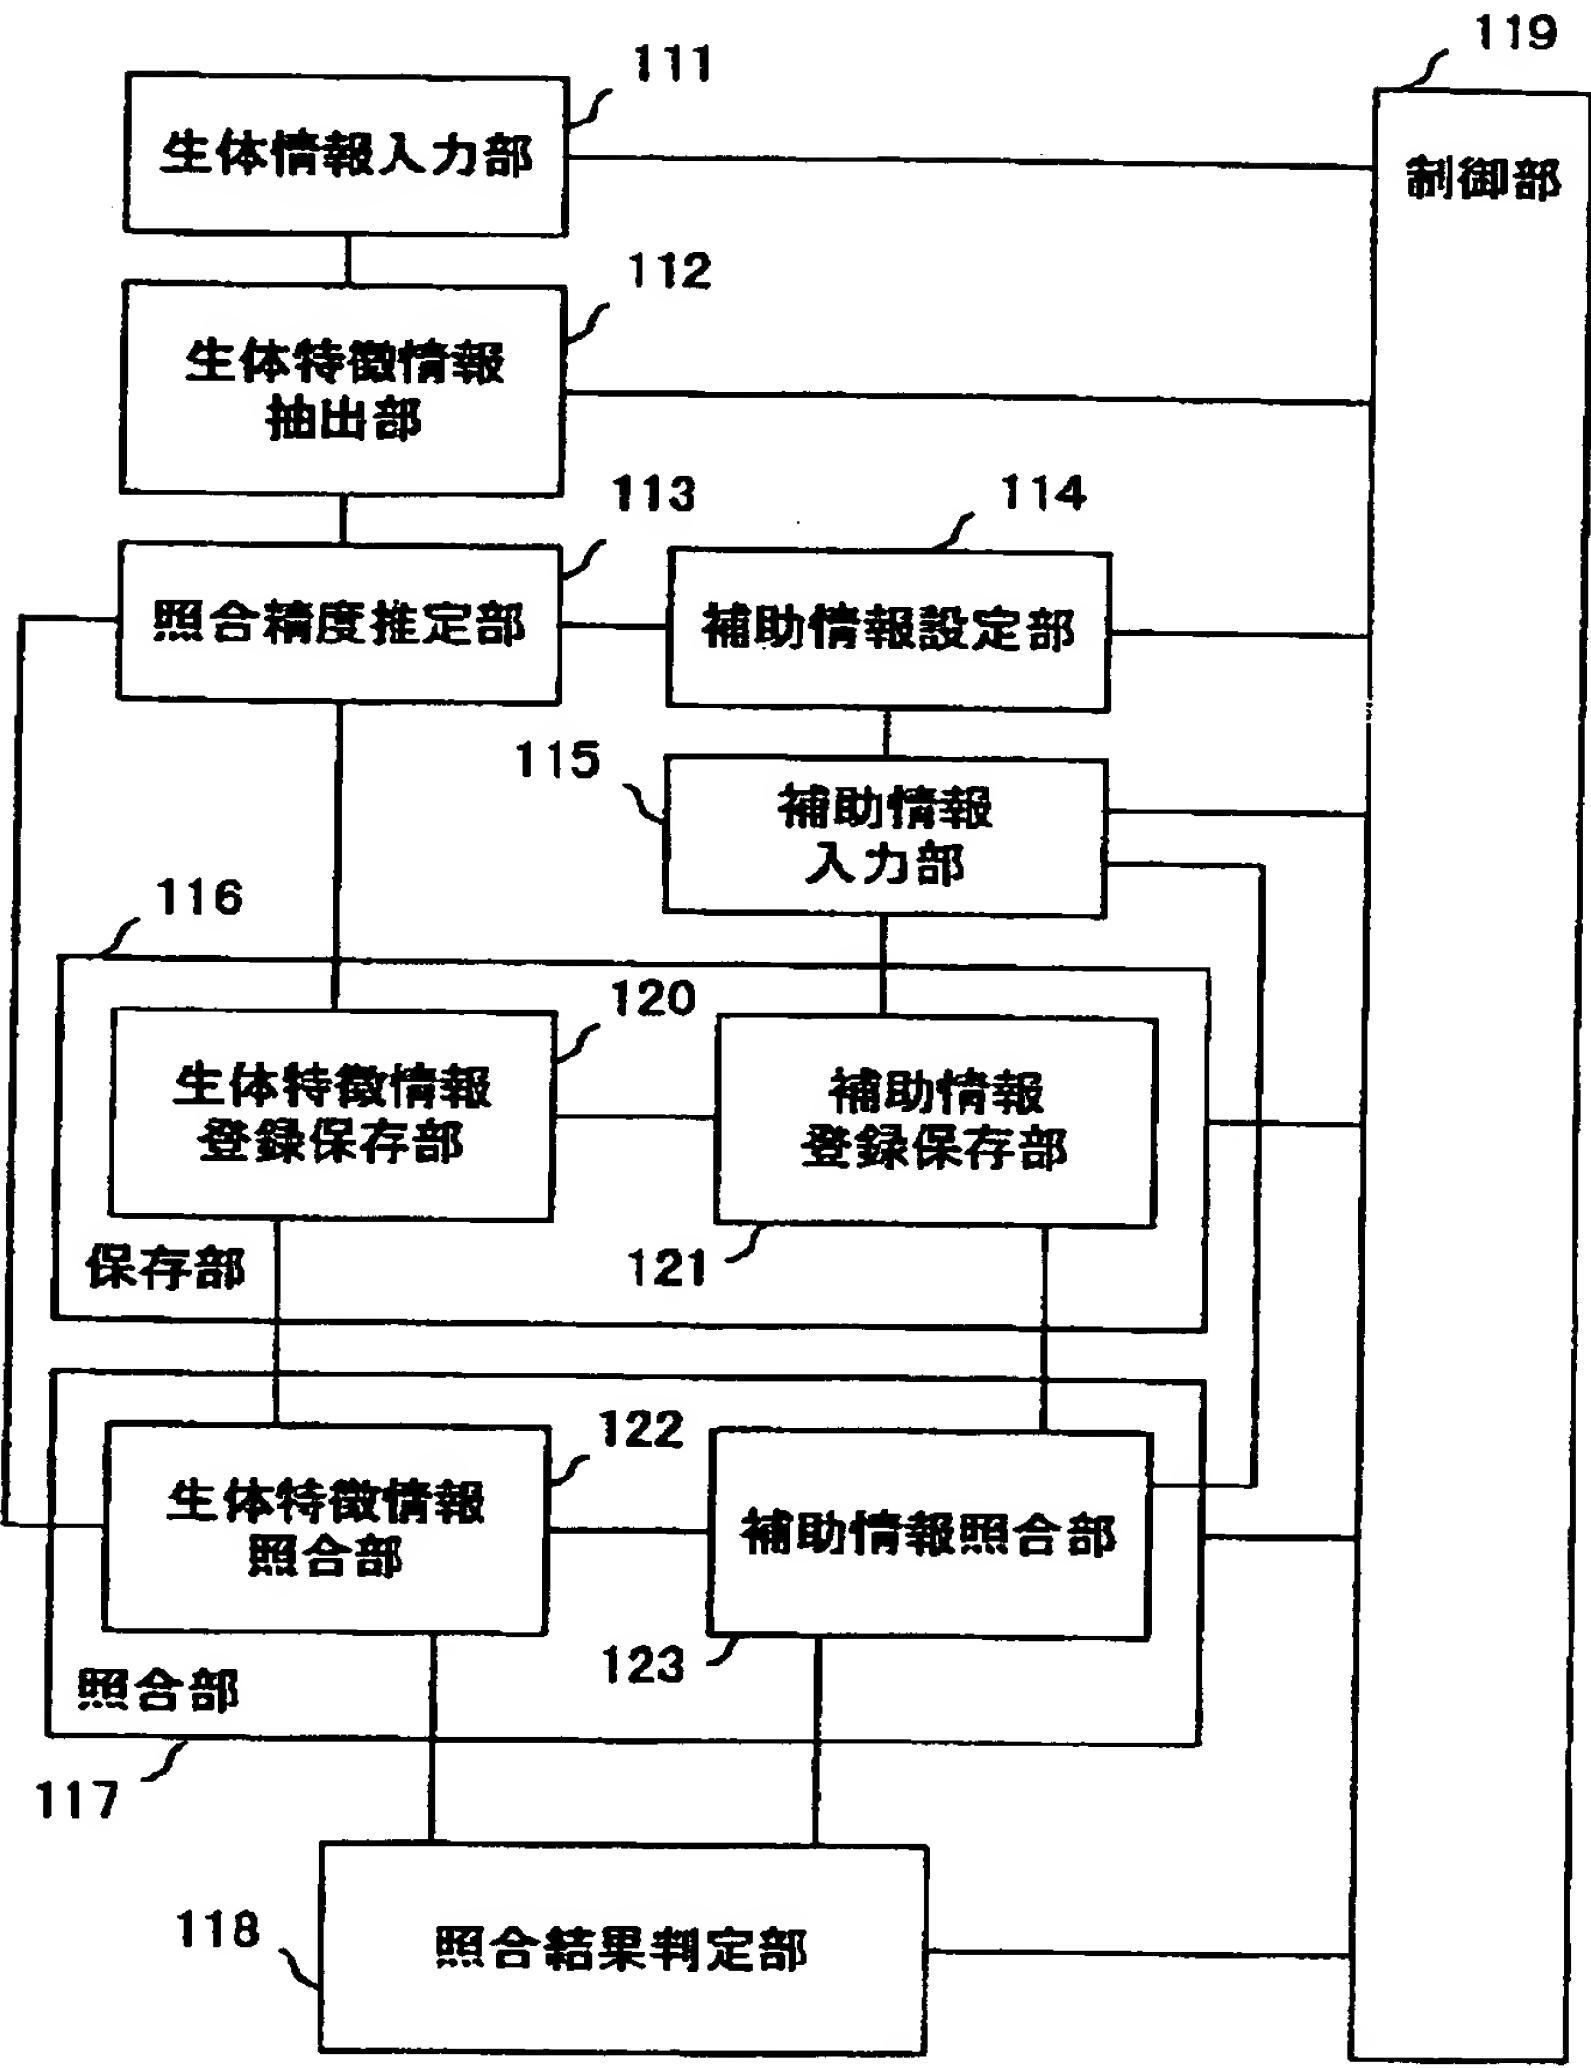 119
111
生体情報入力部
制御部
112
生体特徴情報
抽出部
113
114
照合精度推定部
補助情報設定部
115
補助情報
入力部
116
120
生体特徴情報
登録保存部
補助情報
登録保存部
121
保存部
122
生体特徴情報
照合部
補助情報照合部
123
照合部
117
118
照合結果判定部